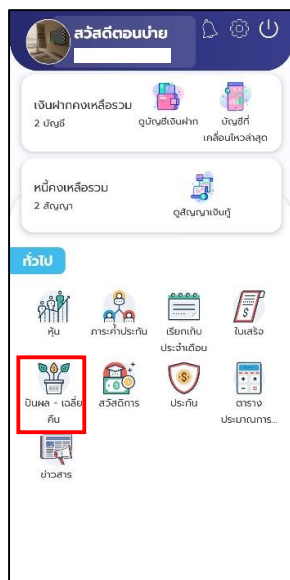 สวัสดีตอนบ่าย
เงินฝากคงเหลือรวม
2 บัญชี
ดูบัญชีเงินฝาก
บัญชีที่
เคลื่อนไหวล่าสุด
หนี้คงเหลือรวม
2 สัญญา
ดูสัญญาเงินกู้
ทั่วไป
หุ้น
ภาระค้ำประกัน
เรียกเก็บ
ประจำเดือน
ใบเสร็จ
ปันผล - เฉลี่ย
คืน
สวัสดิการ
ประกัน
ตาราง
ประมาณการ...
ข่าวสาร